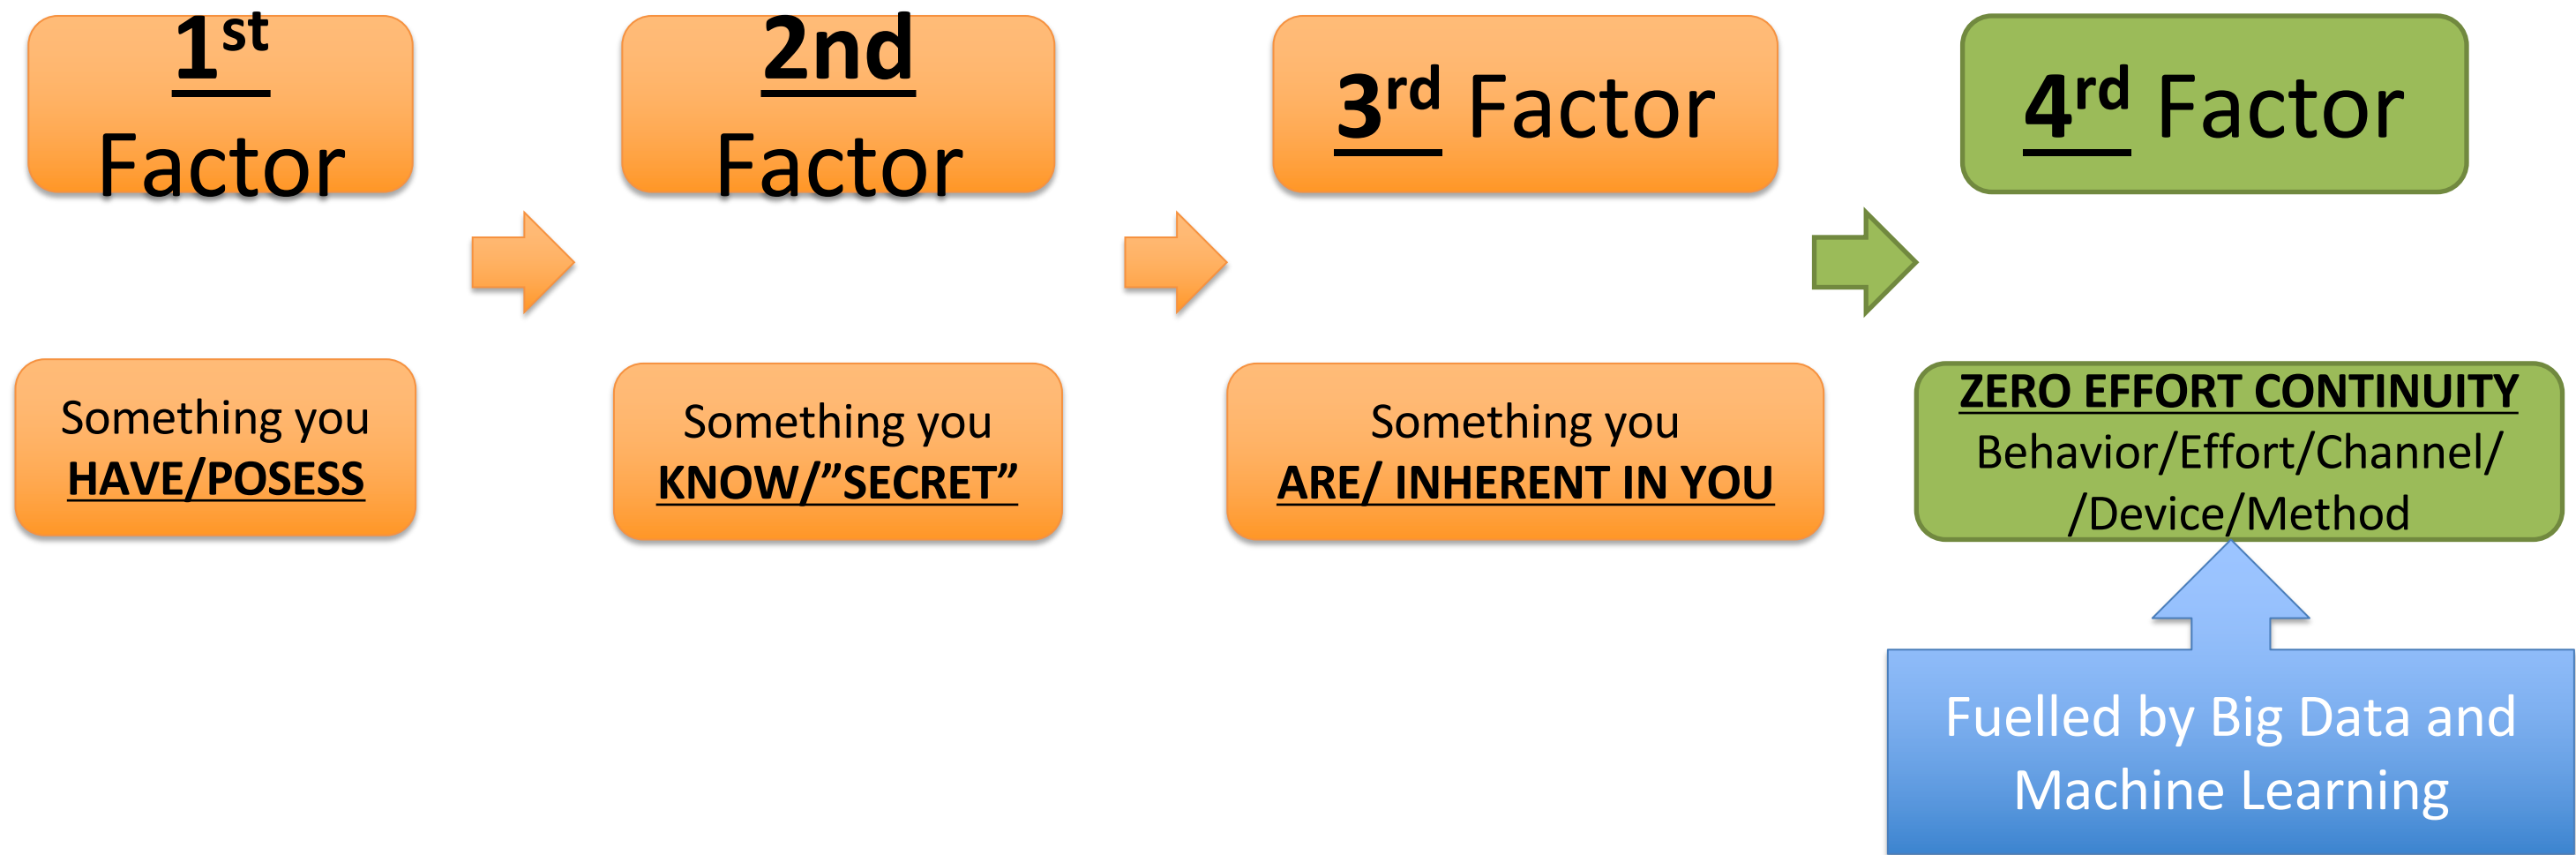 1st
Factor
2nd
Factor
3rd Factor
4rd Factor
Something you
HAVE/POSESS
Something you
KNOW/”SECRET”
Something you
ARE/ INHERENT IN YOU
ZERO EFFORT CONTINUITY
Behavior/Effort/Channel/
/Device/Method
Fuelled by Big Data and
Machine Learning